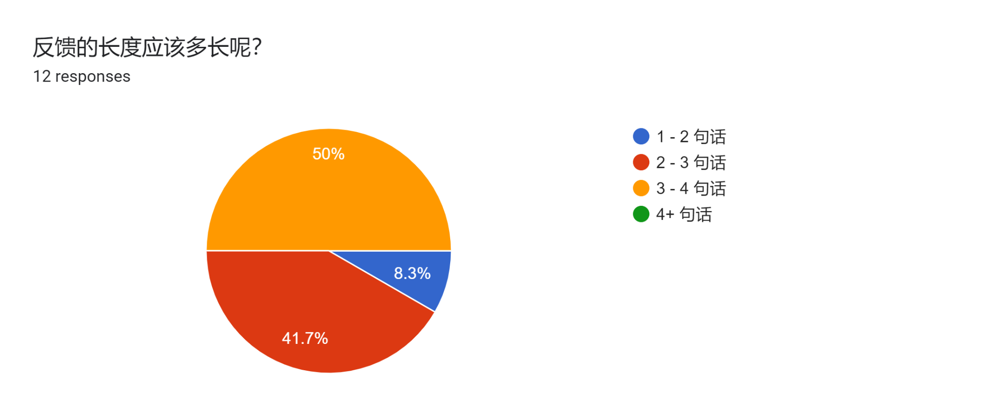 反馈的长度应该多长呢？
12 responses
50%
8.3%
41.7%
1 - 2 句话
2 - 3 句话
3 - 4 句话
4+ 句话